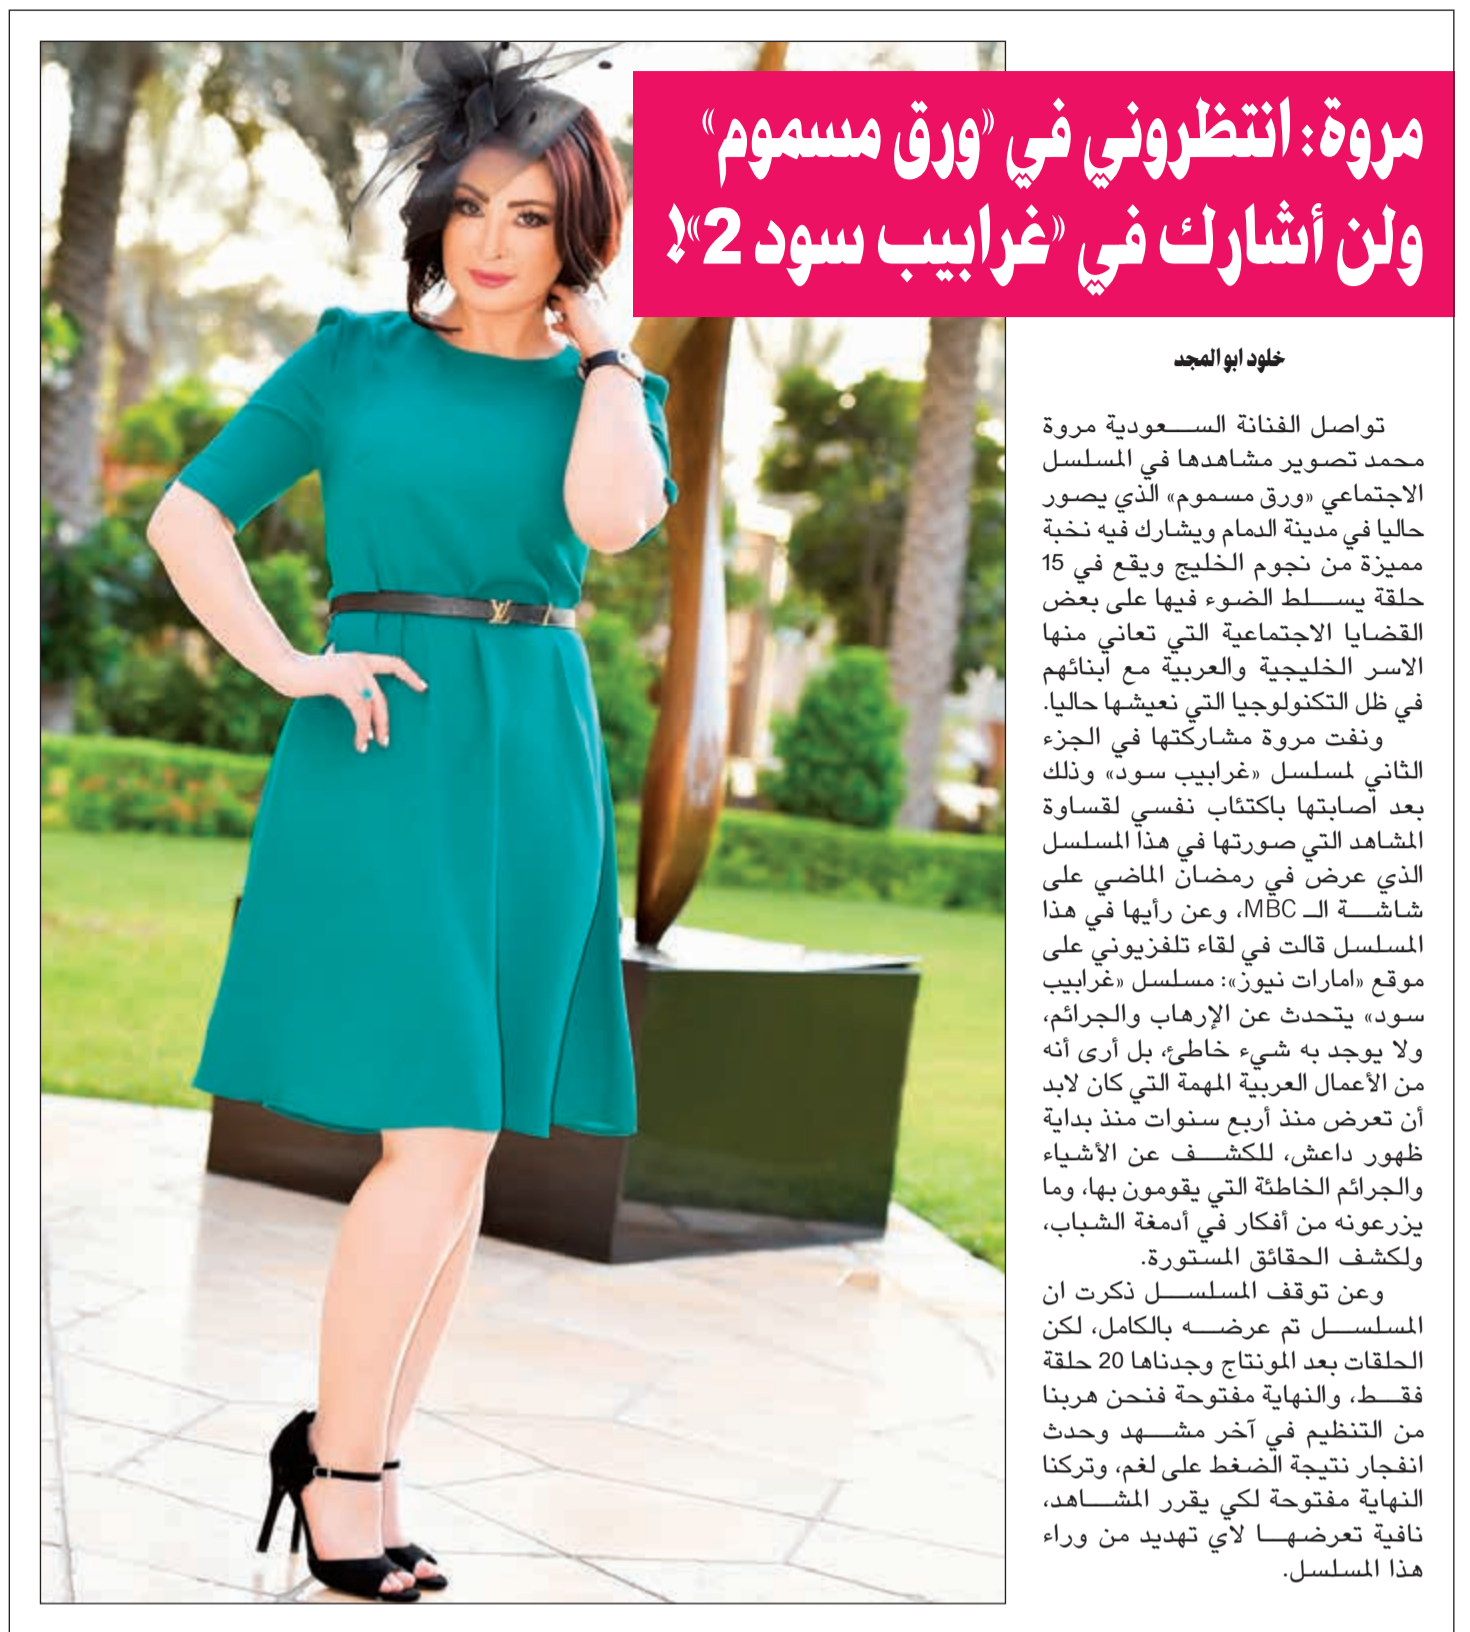 مروة: انتظروني في «ورق مسموم»
ولن أشارك في «غرابيب سود 2»!
خلود ابو المجد
تواصل الفنانة السعودية مروة
محمد تصوير مشاهدها في المسلسل
الاجتماعي «ورق مسموم» الذي يصور
حاليا في مدينة الدمام ويشارك فيه نخبة
مميزة من نجوم الخليج ويقع في 15
حلقة يسلط الضوء فيها على بعض
القضايا الاجتماعية التي تعاني منها
الاسر الخليجية والعربية مع ابنائهم
في ظل التكنولوجيا التي نعيشها حاليا.
ونفت مروة مشاركتها في الجزء
الثاني لمسلسل «غرابيب سود» وذلك
بعد اصابتها باكتئاب نفسي لقساوة
المشاهد التي صورتها في هذا المسلسل
الذي عرض في رمضان الماضي على
شاشة الـ MBC، وعن رأيها في هذا
المسلسل قالت في لقاء تلفزيوني على
موقع «امارات نيوز»: مسلسل «غرابيب
سود» يتحدث عن الإرهاب والجرائم،
ولا يوجد به شيء خاطئ، بل أرى أنه
من الأعمال العربية المهمة التي كان لابد
أن تعرض منذ أربع سنوات منذ بداية
ظهور داعش، للكشف عن الأشياء
والجرائم الخاطئة التي يقومون بها، وما
يزرعونه من أفكار في أدمغة الشباب،
ولكشف الحقائق المستورة.
وعن توقف المسلسل ذكرت ان
المسلسل تم عرضه بالكامل، لكن
الحلقات بعد المونتاج وجدناها 20 حلقة
فقط، والنهاية مفتوحة فنحن هربنا
من التنظيم في آخر مشهد وحدث
انفجار نتيجة الضغط على لغم، وتركنا
النهاية مفتوحة لكي يقرر المشاهد،
نافية تعرضها لاي تهديد من وراء
هذا المسلسل.